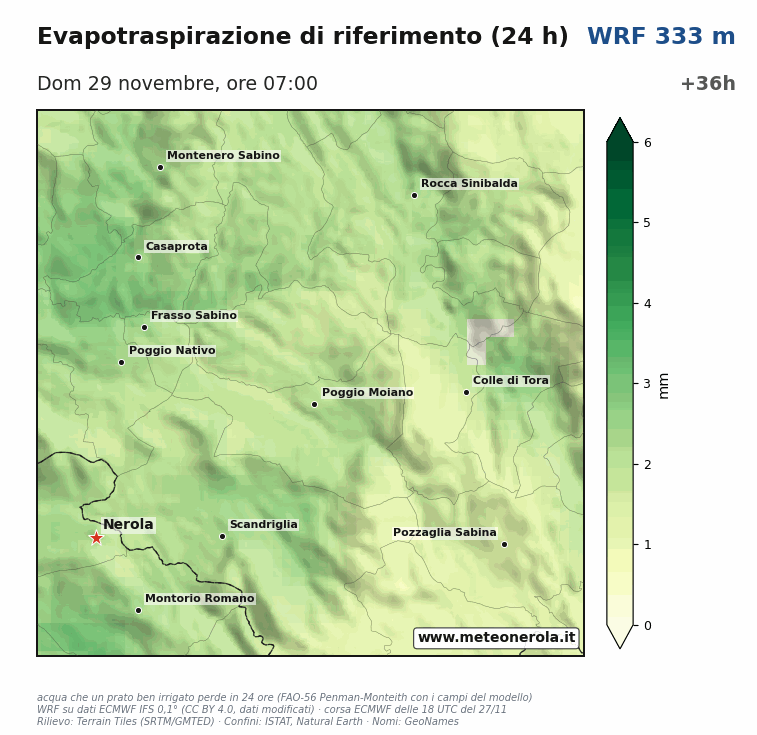 Evapotraspirazione di riferimento (24 h) WRF 333 m
Dom 29 novembre, ore 07:00 +36h
Montenero Sabino
Rocca Sinibalda
Casaprota
Frasso Sabino
Poggio Nativo
Colle di Tora
Poggio Moiano
Nerola
Scandriglia
Pozzaglia Sabina
Montorio Romano
www.meteonerola.it
6
5
4
3
2
1
0
mm
acqua che un prato ben irrigato perde in 24 ore (FAO-56 Penman-Monteith con i campi del modello)
WRF su dati ECMWF IFS 0,1° (CC BY 4.0, dati modificati) · corsa ECMWF delle 18 UTC del 27/11
Rilievo: Terrain Tiles (SRTM/GMTED) · Confini: ISTAT, Natural Earth · Nomi: GeoNames